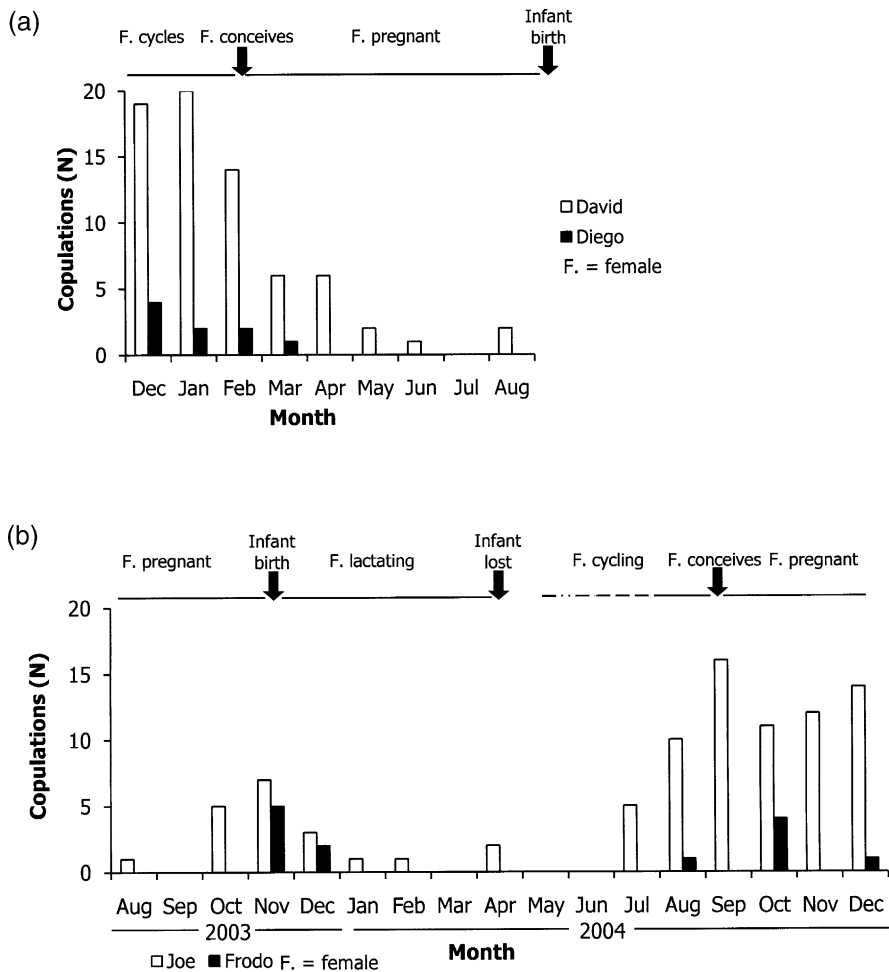 (a)
F. cycles F. conceives F. pregnant Infant birth
20
15
10
5
0
Copulations (N)
Dec Jan Feb Mar Apr May Jun Jul Aug
Month
David
Diego
F. = female
(b)
F. pregnant Infant birth F. lactating Infant lost F. cycling F. conceives F. pregnant
20
15
10
5
0
Copulations (N)
Aug Sep Oct Nov Dec Jan Feb Mar Apr May Jun Jul Aug Sep Oct Nov Dec
2003 2004
Month
Joe Frodo F. = female